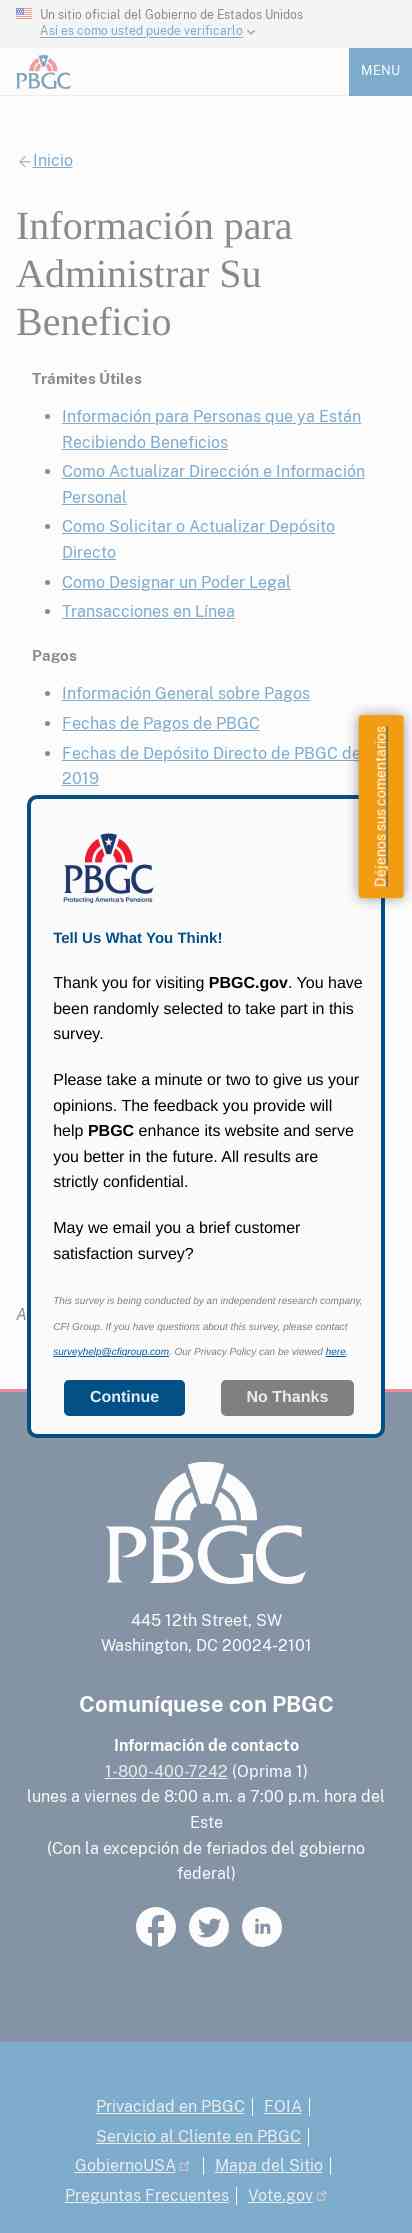 Un sitio oficial del Gobierno de Estados Unidos
Así es como usted puede verificarlo
PBGC
MENU
Inicio
Información para
Administrar Su
Beneficio
Trámites Útiles
Información para Personas que ya Están
Recibiendo Beneficios
Como Actualizar Dirección e Información
Personal
Como Solicitar o Actualizar Depósito
Directo
Como Designar un Poder Legal
Transacciones en Línea
Pagos
Información General sobre Pagos
Fechas de Pagos de PBGC
Fechas de Depósito Directo de PBGC de
2019
Déjenos sus comentarios
PBGC
Protecting America's Pensions
Tell Us What You Think!
Thank you for visiting PBGC.gov. You have
been randomly selected to take part in this
survey.
Please take a minute or two to give us your
opinions. The feedback you provide will
help PBGC enhance its website and serve
you better in the future. All results are
strictly confidential.
May we email you a brief customer
satisfaction survey?
This survey is being conducted by an independent research company,
CFI Group. If you have questions about this survey, please contact
surveyhelp@cfigroup.com. Our Privacy Policy can be viewed here.
Continue
No Thanks
PBGC
445 12th Street, SW
Washington, DC 20024-2101
Comuníquese con PBGC
Información de contacto
1-800-400-7242 (Oprima 1)
lunes a viernes de 8:00 a.m. a 7:00 p.m. hora del
Este
(Con la excepción de feriados del gobierno
federal)
Privacidad en PBGC | FOIA |
Servicio al Cliente en PBGC |
GobiernoUSA | Mapa del Sitio |
Preguntas Frecuentes | Vote.gov